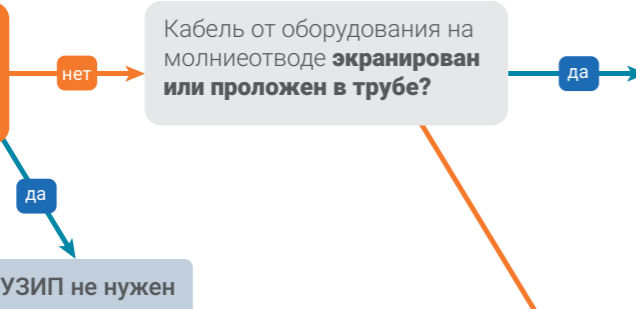 Кабель от оборудования на
молниеотводе экранирован
или проложен в трубе?
нет
да
да
УЗИП не нужен